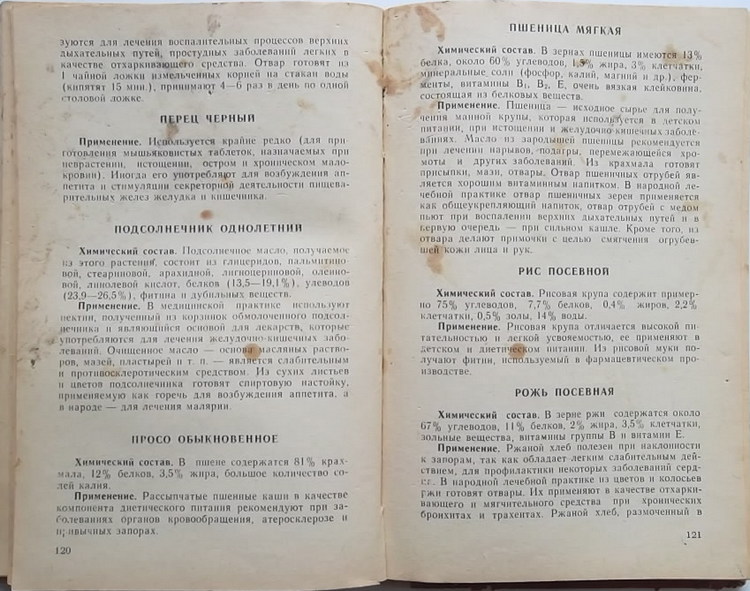 зуются для лечения воспалительных процессов верхних
дыхательных путей, простудных заболеваний легких в
качестве отхаркивающего средства. Отвар готовят из
1 чайной ложки измельченных корней на стакан воды
(кипятят 15 мин.), принимают 4—6 раз в день по одной
столовой ложке.
ПЕРЕЦ ЧЕРНЫЙ
Применение. Используется крайне редко (для при-
готовления мышьяковистых таблеток, назначаемых при
неврастении, истощении, остром и хроническом мало-
кровии). Иногда его употребляют для возбуждения ап-
петита и стимуляции секреторной деятельности пищева-
рительных желез желудка и кишечника.
ПОДСОЛНЕЧНИК ОДНОЛЕТНИЙ
Химический состав. Подсолнечное масло, получаемое
из этого растения, состоит из глицеридов, пальмитино-
вой, стеариновой, арахидной, лигноцериновой, олеино-
вой, линолевой кислот, белков (13,5—19,1%), углеводов
(23,9—26,5%), фитина и дубильных веществ.
Применение. В медицинской практике используют
пектин, полученный из корзинок обмолоченного подсол-
нечника и являющийся основой для лекарств, которые
употребляются для лечения желудочно-кишечных забо-
леваний. Очищенное масло — основа масляных раство-
ров, мазей, пластырей и т. п. — является слабительным
и противосклеротическим средством. Из сухих листьев
и цветов подсолнечника готовят спиртовую настойку,
применяемую как горечь для возбуждения аппетита, а
в народе — для лечения малярии.
ПРОСО ОБЫКНОВЕННОЕ
Химический состав. В пшене содержатся 81% крах-
мала, 12% белков, 3,5% жира, большое количество со-
лей калия.
Применение. Рассыпчатые пшенные каши в качестве
компонента диетического питания рекомендуют при за-
болеваниях органов кровообращения, атеросклерозе и
привычных запорах.
120
ПШЕНИЦА МЯГКАЯ
Химический состав. В зернах пшеницы имеются 13%
белка, около 60% углеводов, 1,5% жира, 3% клетчатки,
минеральные соли (фосфор, калий, магний и др.), фер-
менты, витамины В₁, В₂, Е, очень вязкая клейковина,
состоящая из белковых веществ.
Применение. Пшеница — исходное сырье для полу-
чения манной крупы, которая используется в детском
питании, при истощении и желудочно-кишечных заболе-
ваниях. Масло из зародышей пшеницы рекомендуется
при лечении нарывов, подагры, перемежающейся хро-
моты и других заболеваний. Из крахмала готовят
присыпки, мази, отвары. Отвар пшеничных отрубей яв-
ляется хорошим витаминным напитком. В народной ле-
чебной практике отвар пшеничных зерен применяется
как общеукрепляющий напиток, отвар отрубей с медом
пьют при воспалении верхних дыхательных путей и в
первую очередь — при сильном кашле. Кроме того, из
отвара делают примочки с целью смягчения огрубев-
шей кожи лица и рук.
РИС ПОСЕВНОЙ
Химический состав. Рисовая крупа содержит пример-
но 75% углеводов, 7,7% белков, 0,4% жиров, 2,2%
клетчатки, 0,5% золы, 14% воды.
Применение. Рисовая крупа отличается высокой пи-
тательностью и легкой усвояемостью, ее применяют в
детском и диетическом питании. Из рисовой муки по-
лучают фитин, используемый в фармацевтическом про-
изводстве.
РОЖЬ ПОСЕВНАЯ
Химический состав. В зерне ржи содержатся около
67% углеводов, 11% белков, 2% жира, 3,5% клетчатки,
зольные вещества, витамины группы В и витамин Е.
Применение. Ржаной хлеб полезен при наклонности
к запорам, так как обладает легким слабительным дей-
ствием, для профилактики некоторых заболеваний серд-
ца. В народной лечебной практике из цветов и колосьев
ржи готовят отвары. Их применяют в качестве отхарки-
вающего и мягчительного средства при хронических
бронхитах и трахеитах. Ржаной хлеб, размоченный в
121